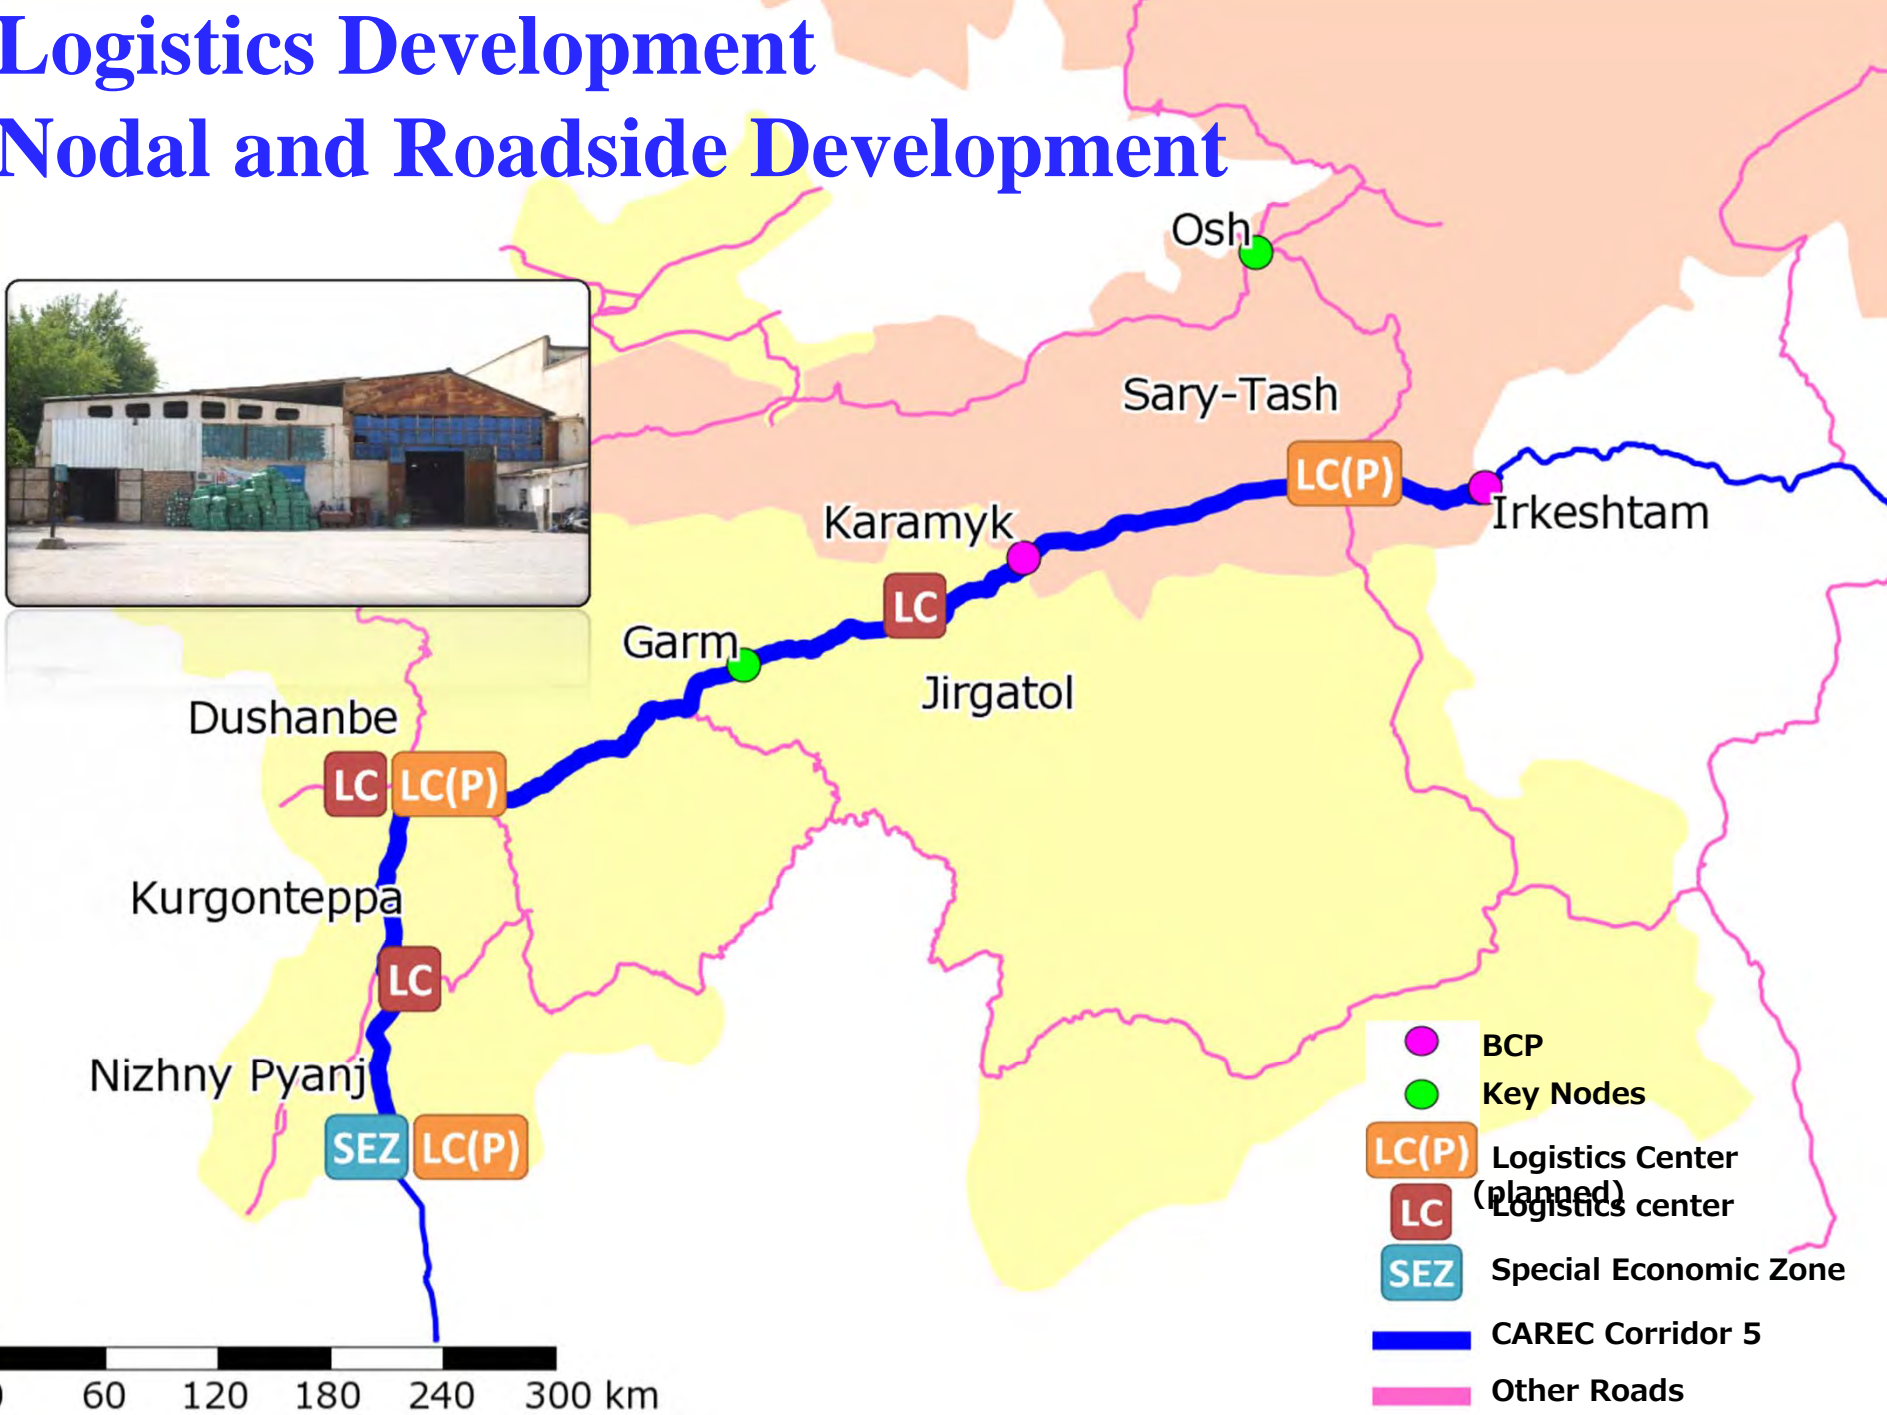 Logistics Development
Nodal and Roadside Development
Osh
Sary-Tash
LC(P)
Irkeshtam
Karamyk
LC
Garm
Jirgatol
Dushanbe
LC LC(P)
Kurgonteppa
LC
Nizhny Pyanj
SEZ LC(P)
BCP
Key Nodes
LC(P) Logistics Center
(planned)
LC Logistics center
SEZ Special Economic Zone
CAREC Corridor 5
Other Roads
0 60 120 180 240 300 km